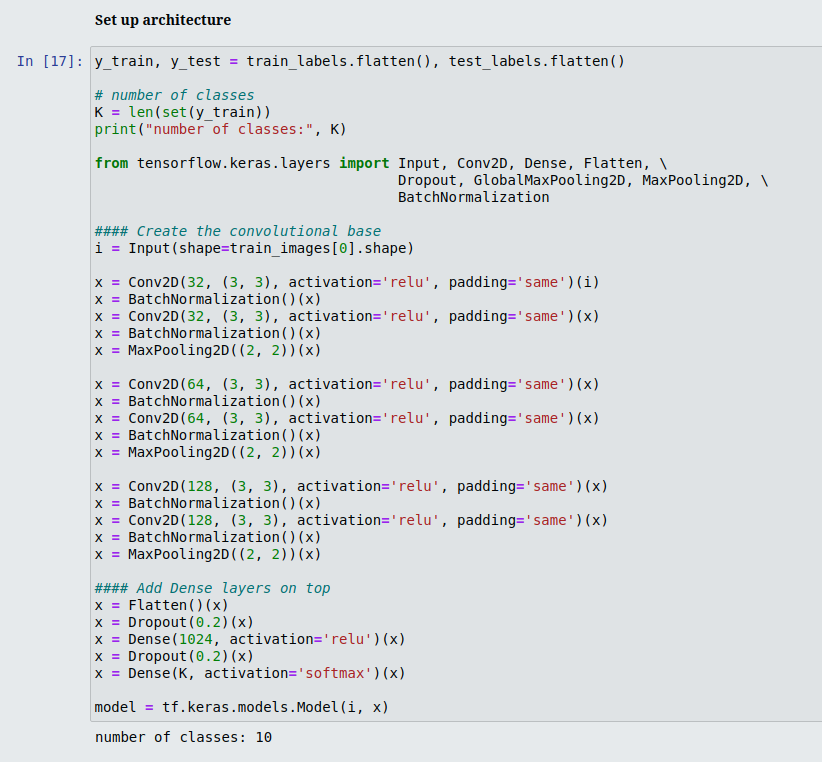 Set up architecture
In [17]: y_train, y_test = train_labels.flatten(), test_labels.flatten()

# number of classes
K = len(set(y_train))
print("number of classes:", K)

from tensorflow.keras.layers import Input, Conv2D, Dense, Flatten, \
                                    Dropout, GlobalMaxPooling2D, MaxPooling2D, \
                                    BatchNormalization

#### Create the convolutional base
i = Input(shape=train_images[0].shape)

x = Conv2D(32, (3, 3), activation='relu', padding='same')(i)
x = BatchNormalization()(x)
x = Conv2D(32, (3, 3), activation='relu', padding='same')(x)
x = BatchNormalization()(x)
x = MaxPooling2D((2, 2))(x)

x = Conv2D(64, (3, 3), activation='relu', padding='same')(x)
x = BatchNormalization()(x)
x = Conv2D(64, (3, 3), activation='relu', padding='same')(x)
x = BatchNormalization()(x)
x = MaxPooling2D((2, 2))(x)

x = Conv2D(128, (3, 3), activation='relu', padding='same')(x)
x = BatchNormalization()(x)
x = Conv2D(128, (3, 3), activation='relu', padding='same')(x)
x = BatchNormalization()(x)
x = MaxPooling2D((2, 2))(x)

#### Add Dense layers on top
x = Flatten()(x)
x = Dropout(0.2)(x)
x = Dense(1024, activation='relu')(x)
x = Dropout(0.2)(x)
x = Dense(K, activation='softmax')(x)

model = tf.keras.models.Model(i, x)
number of classes: 10